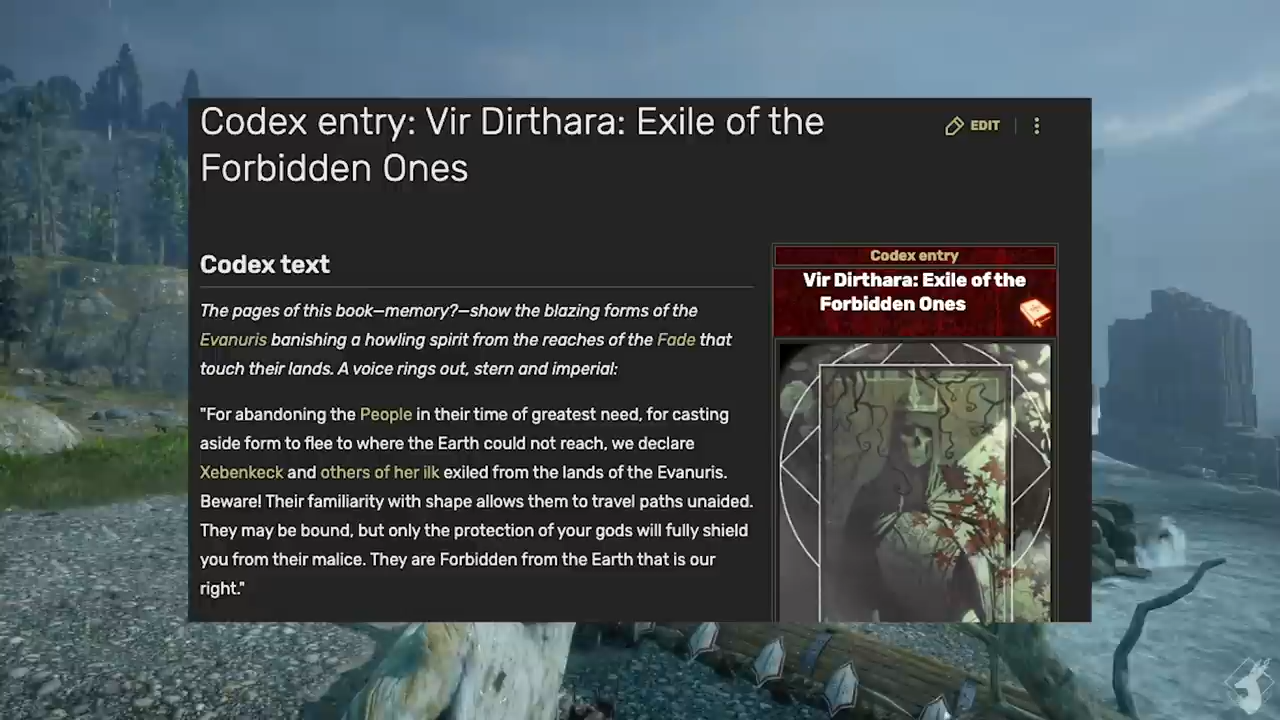 Codex entry: Vir Dirthara: Exile of the
Forbidden Ones
EDIT
Codex text
The pages of this book—memory?—show the blazing forms of the
Evanuris banishing a howling spirit from the reaches of the Fade that
touch their lands. A voice rings out, stern and imperial:
"For abandoning the People in their time of greatest need, for casting
aside form to flee to where the Earth could not reach, we declare
Xebenkeck and others of her ilk exiled from the lands of the Evanuris.
Beware! Their familiarity with shape allows them to travel paths unaided.
They may be bound, but only the protection of your gods will fully shield
you from their malice. They are Forbidden from the Earth that is our
right."
Codex entry
Vir Dirthara: Exile of the
Forbidden Ones